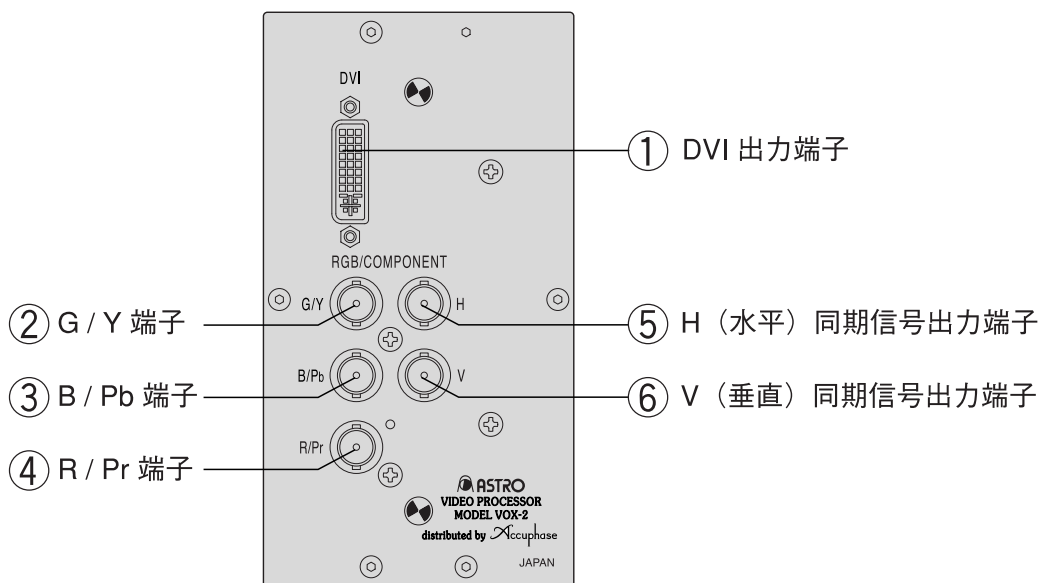 DVI
① DVI 出力端子
RGB/COMPONENT
G/Y
H
② G / Y 端子
⑤ H（水平）同期信号出力端子
B/Pb
V
③ B / Pb 端子
⑥ V（垂直）同期信号出力端子
R/Pr
④ R / Pr 端子
ASTRO
VIDEO PROCESSOR
MODEL VOX-2
distributed by Accuphase
JAPAN